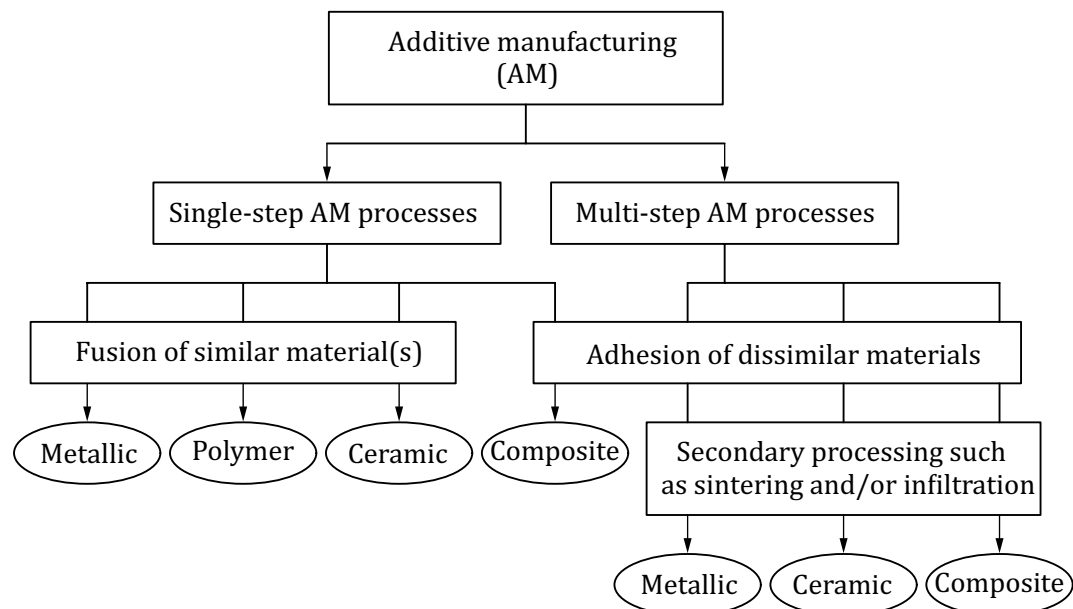 Additive manufacturing
(AM)
Single-step AM processes
Multi-step AM processes
Fusion of similar material(s)
Adhesion of dissimilar materials
Metallic
Polymer
Ceramic
Composite
Secondary processing such
as sintering and/or infiltration
Metallic
Ceramic
Composite